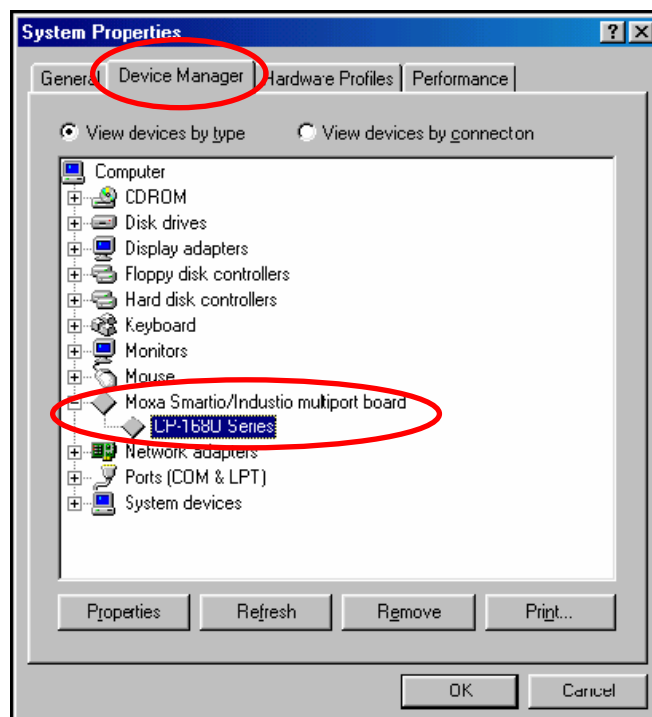 System Properties
General Device Manager Hardware Profiles Performance
View devices by type View devices by connecton
Computer
CDROM
Disk drives
Display adapters
Floppy disk controllers
Hard disk controllers
Keyboard
Monitors
Mouse
Moxa Smartio/Industio multiport board
CP-168U Series
Network adapters
Ports (COM & LPT)
System devices
Properties Refresh Remove Print...
OK Cancel